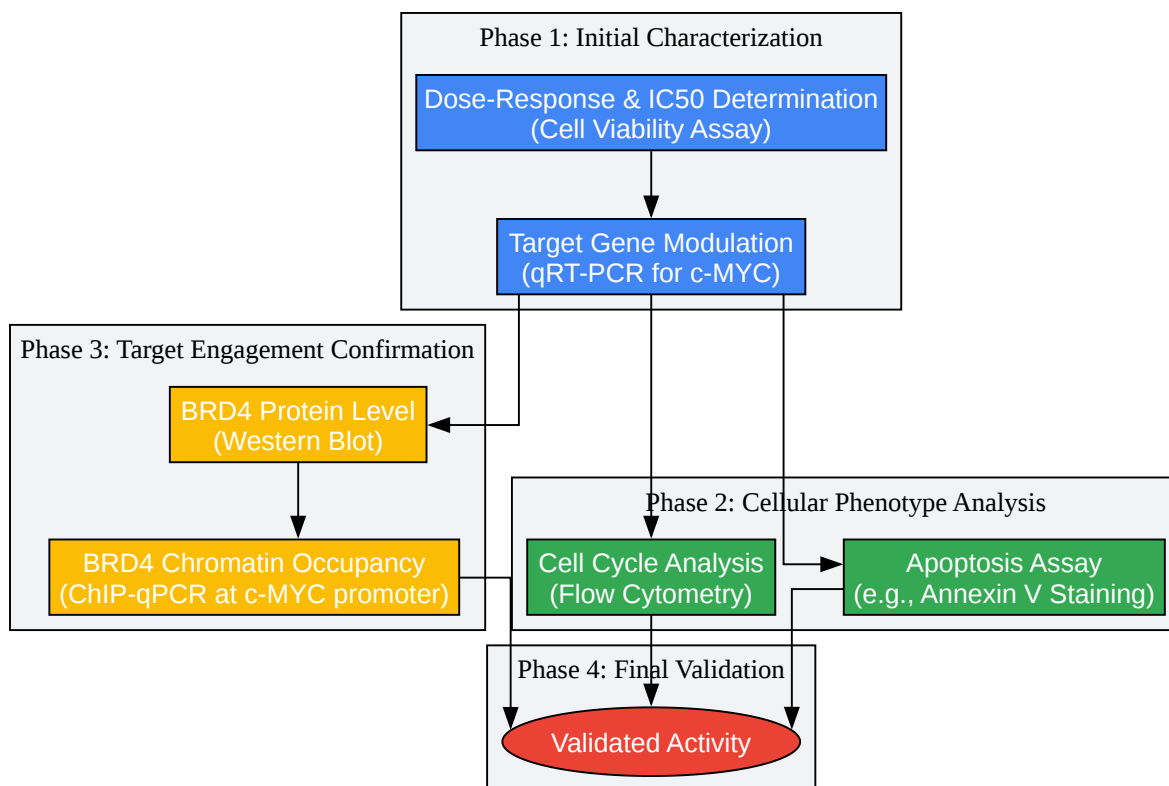 Phase 1: Initial Characterization
Dose-Response & IC50 Determination
(Cell Viability Assay)
Target Gene Modulation
(qRT-PCR for c-MYC)
Phase 3: Target Engagement Confirmation
BRD4 Protein Level
(Western Blot)
BRD4 Chromatin Occupancy
(ChIP-qPCR at c-MYC promoter)
Phase 2: Cellular Phenotype Analysis
Cell Cycle Analysis
(Flow Cytometry)
Apoptosis Assay
(e.g., Annexin V Staining)
Phase 4: Final Validation
Validated Activity